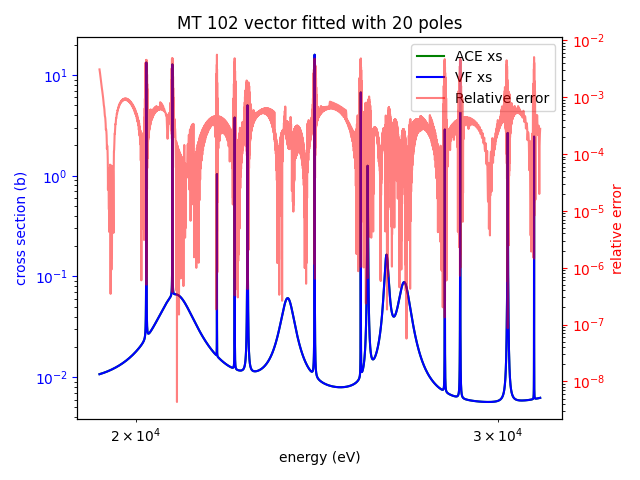 MT 102 vector fitted with 20 poles
ACE xs
VF xs
Relative error
10^1
10^0
10^−1
10^−2
cross section (b)
10^−2
10^−3
10^−4
10^−5
10^−6
10^−7
10^−8
relative error
2 × 10^4
3 × 10^4
energy (eV)